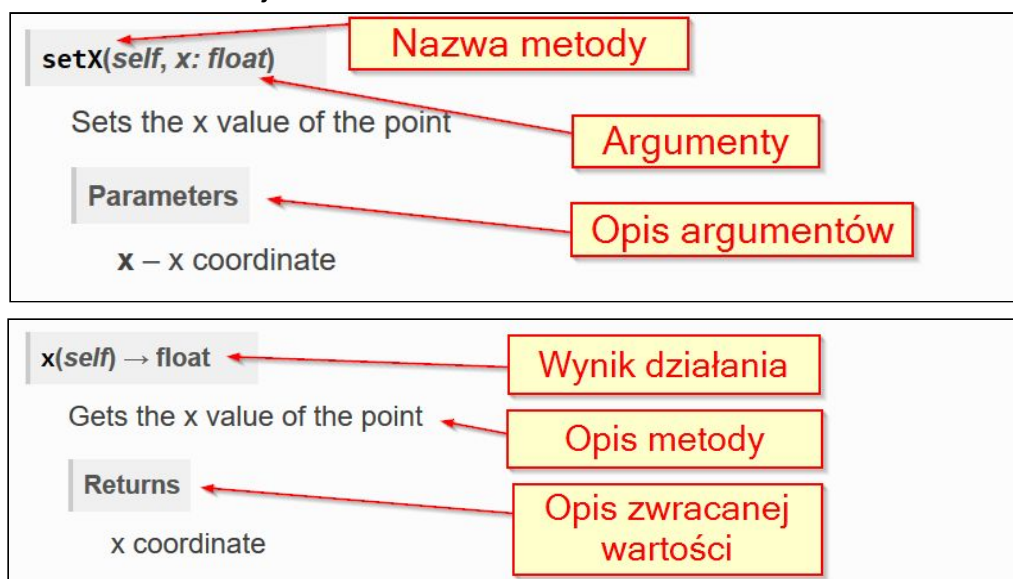 setX(self, x: float)
Nazwa metody
Sets the x value of the point
Argumenty
Parameters
Opis argumentów
x – x coordinate
x(self) → float
Wynik działania
Gets the x value of the point
Opis metody
Returns
Opis zwracanej
wartości
x coordinate